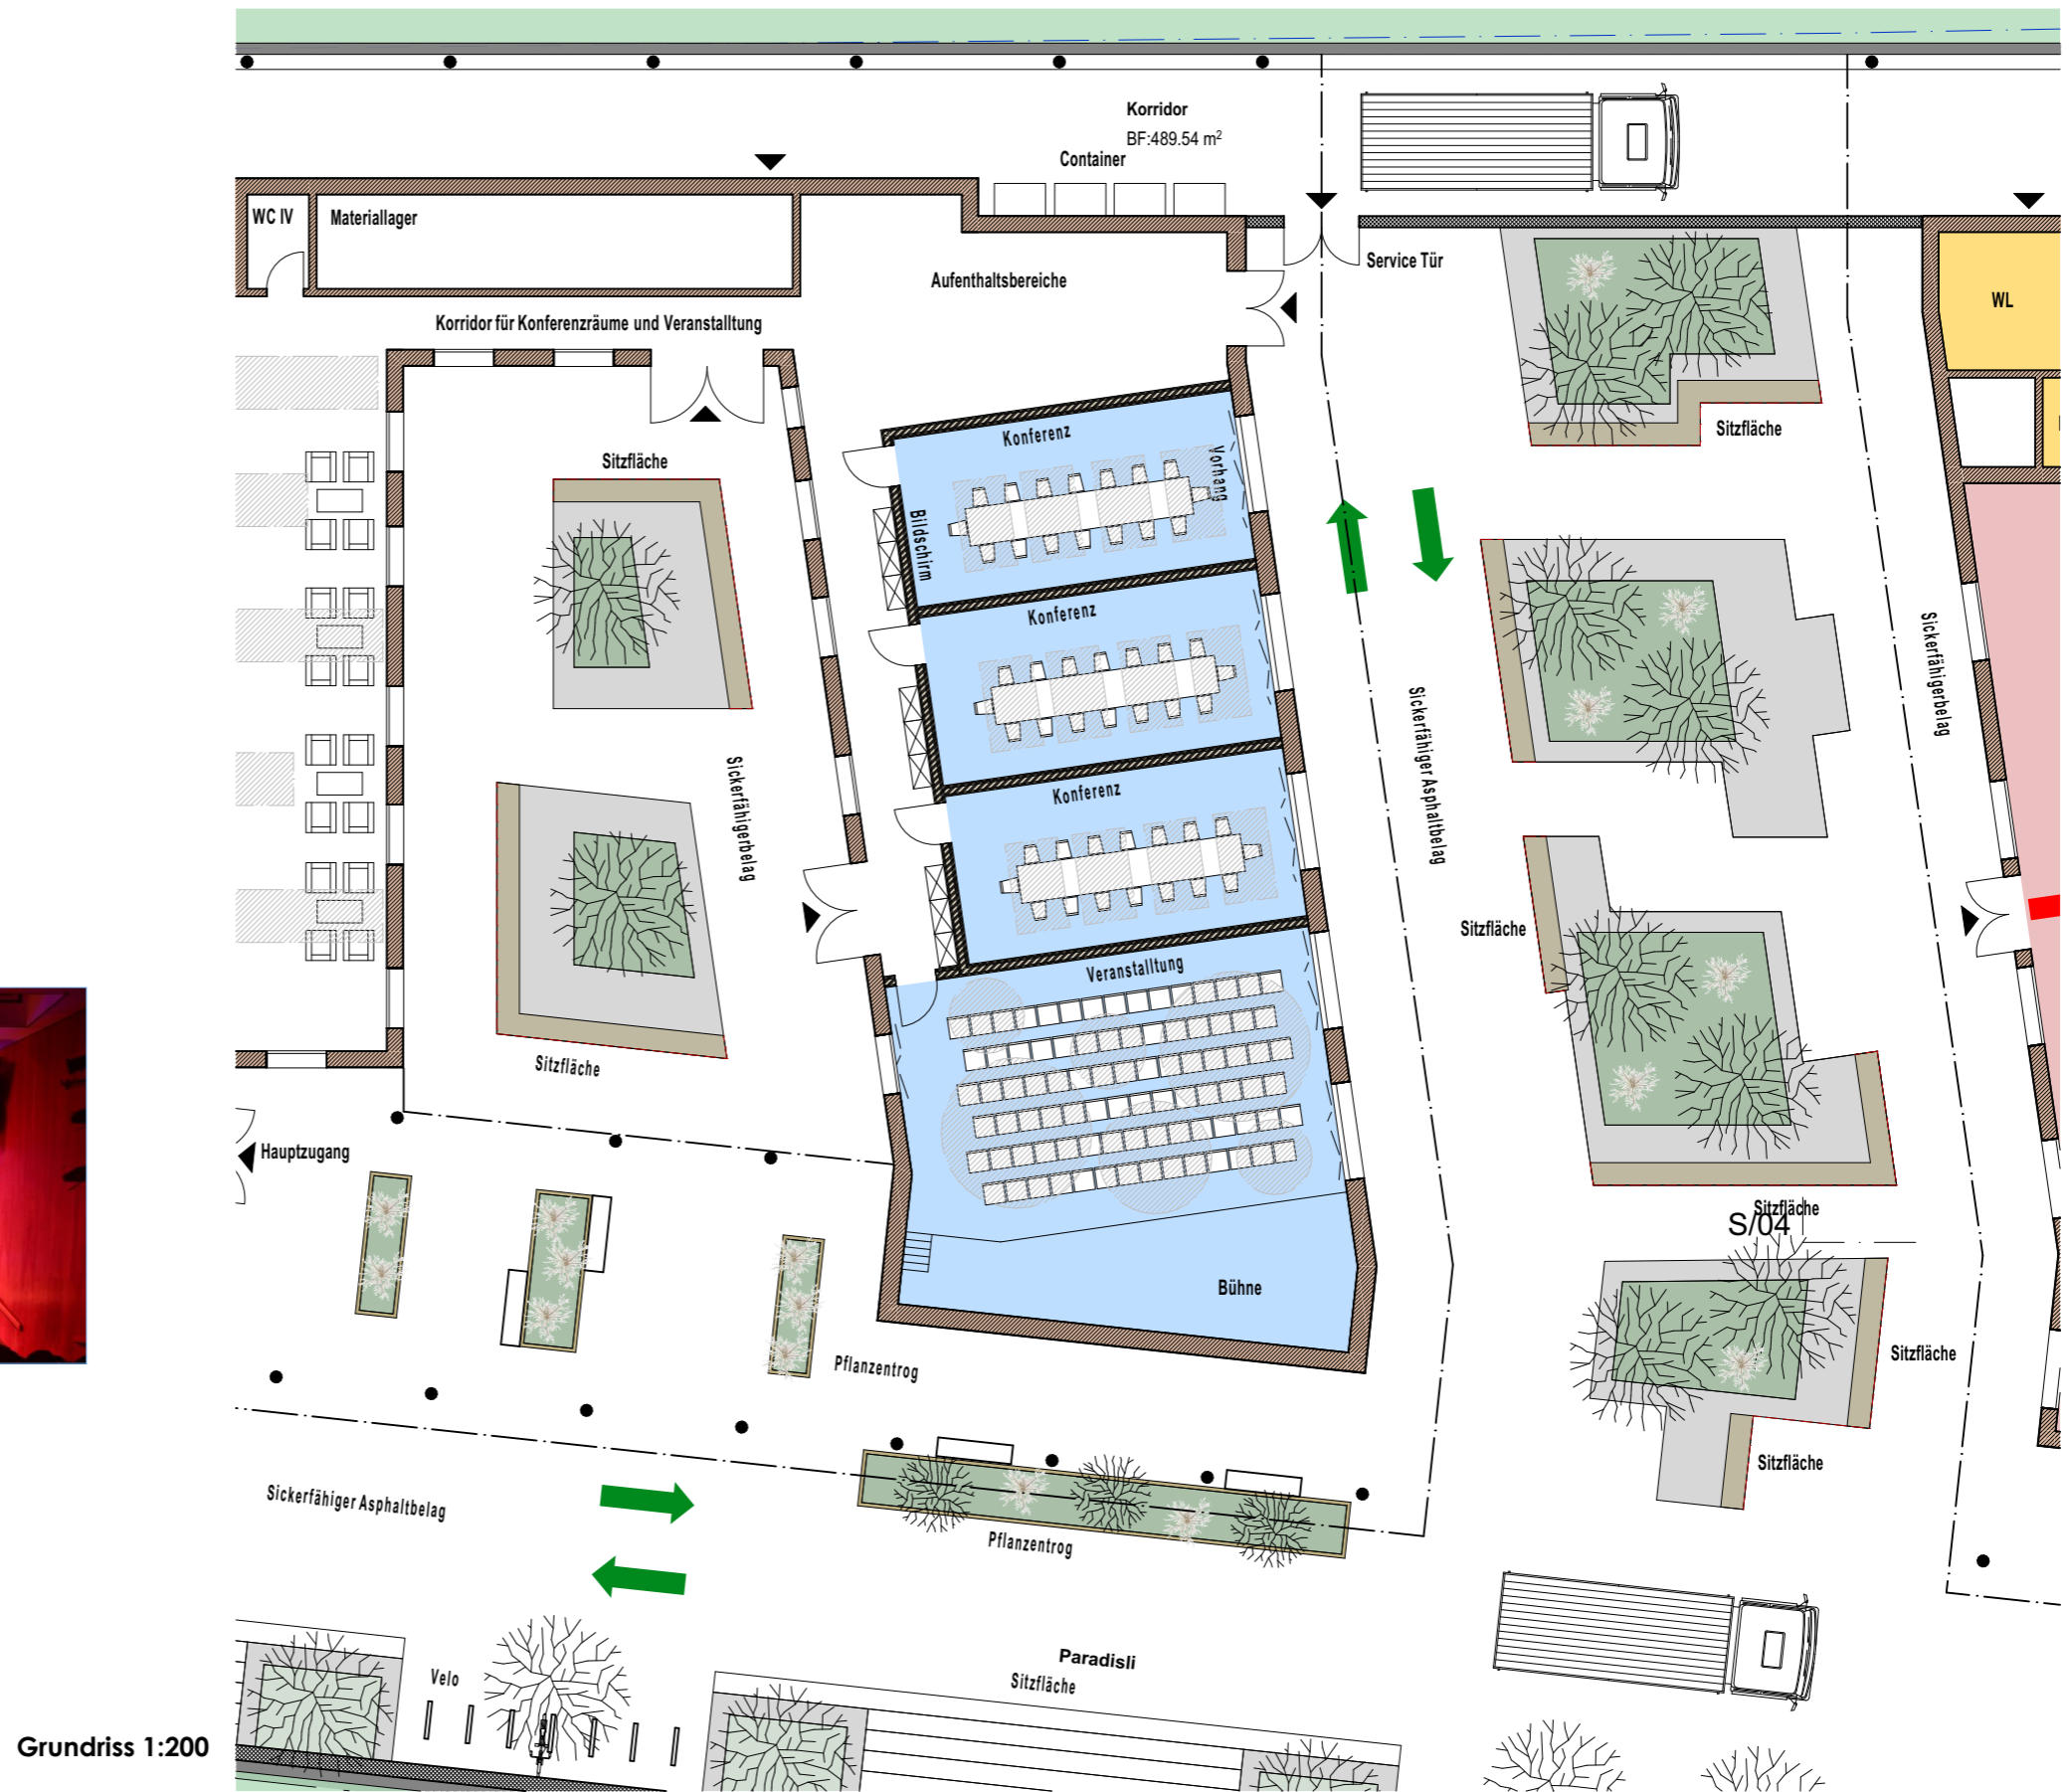 Korridor
BF:489.54 m²
Container
WC IV
Materiallager
Service Tür
Aufenthaltsbereiche
WL
Korridor für Konferenzräume und Veranstalltung
Sitzfläche
Konferenz
Vorhang
Sitzfläche
Bildschirm
Konferenz
Sickerfähigerbelag
Sickerfähiger Asphaltbelag
Sickerfähigerbelag
Konferenz
Sitzfläche
Veranstalltung
Sitzfläche
Hauptzugang
Sitzfläche
S/04
Bühne
Sitzfläche
Pflanzentrog
Sitzfläche
Sickerfähiger Asphaltbelag
Pflanzentrog
Paradisli
Sitzfläche
Velo
Grundriss 1:200